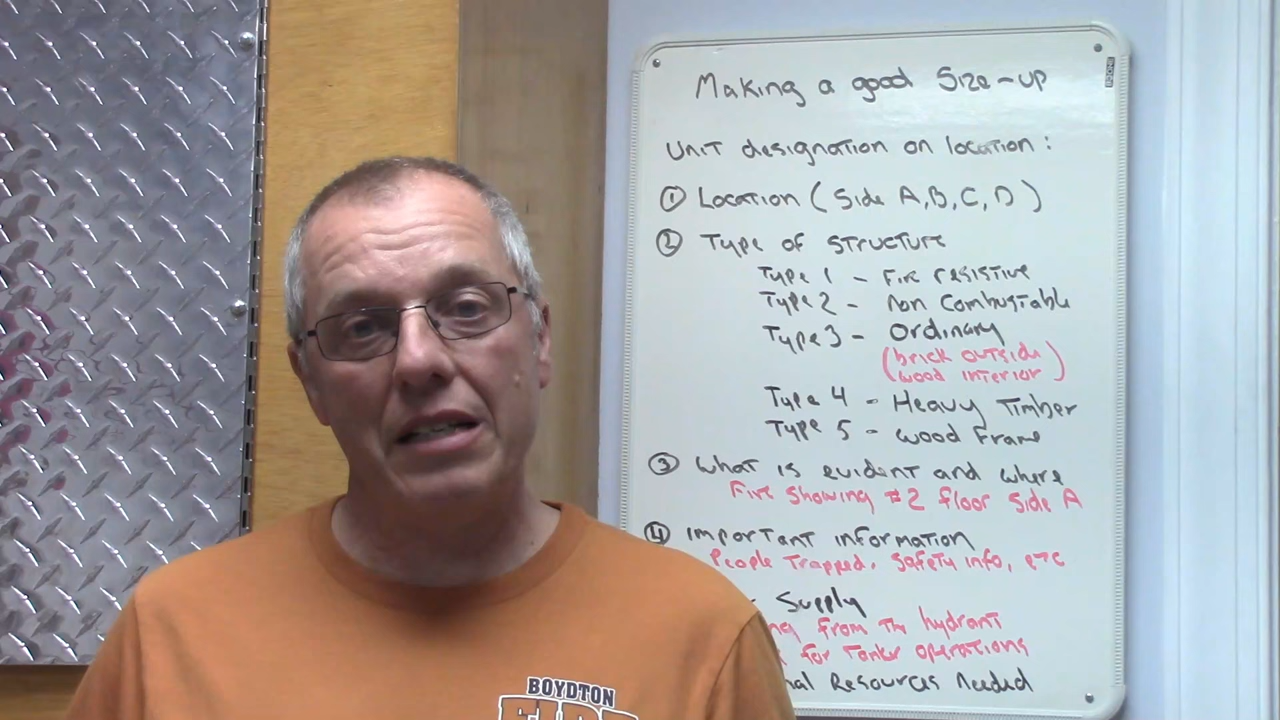 Making a good Size-up
Unit designation on location:
① Location (Side A,B,C,D)
② Type of structure
Type 1 - Fire resistive
Type 2 - Non Combustable
Type 3 - Ordinary
(brick outside
wood interior)
Type 4 - Heavy Timber
Type 5 - Wood Frame
③ What is evident and where
Fire showing #2 floor side A
④ Important information
People Trapped, Safety info, etc
Supply
from the hydrant
for Tanker operations
Resources Needed
BOYDTON
FIRE